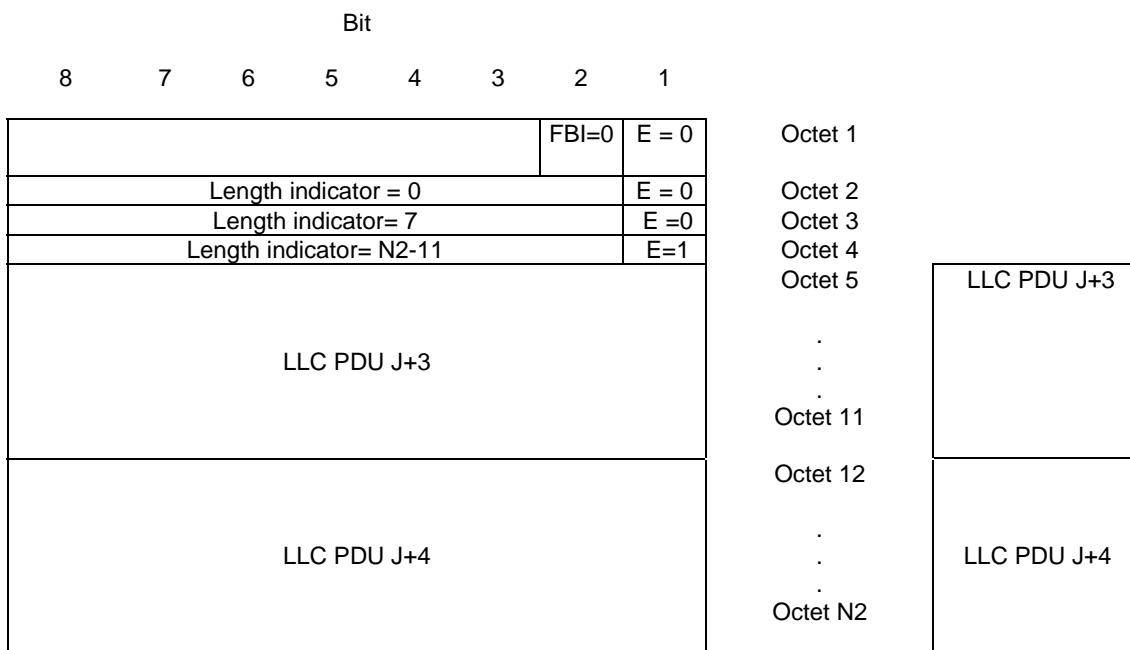 Bit
8 7 6 5 4 3 2 1
FBI=0 E = 0 Octet 1
Length indicator = 0 E = 0 Octet 2
Length indicator= 7 E =0 Octet 3
Length indicator= N2-11 E=1 Octet 4
Octet 5 LLC PDU J+3
.
LLC PDU J+3 .
.
Octet 11
Octet 12
.
LLC PDU J+4 . LLC PDU J+4
.
Octet N2